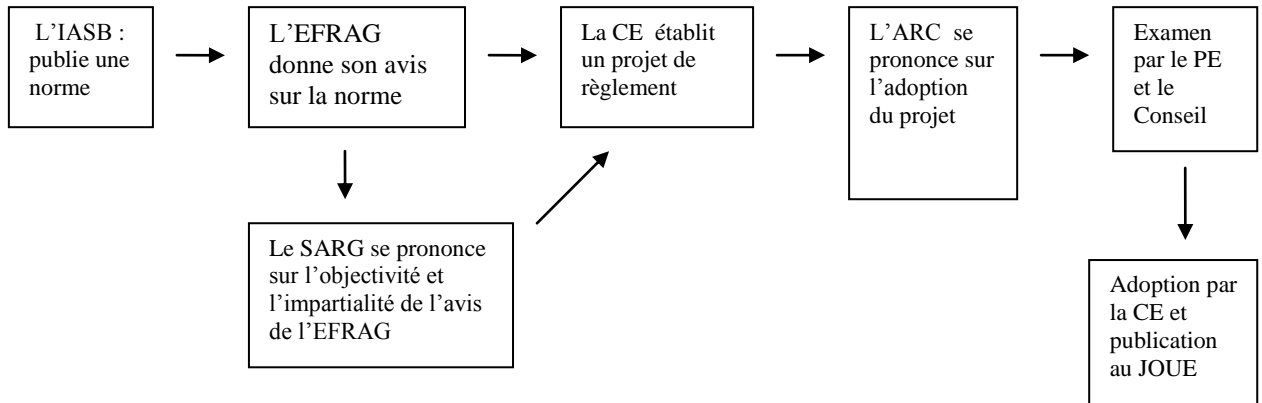 L'IASB :
publie une
norme
L'EFRAG
donne son avis
sur la norme
La CE établit
un projet de
règlement
L'ARC se
prononce sur
l'adoption
du projet
Examen
par le PE
et le
Conseil
Le SARG se prononce
sur l'objectivité et
l'impartialité de l'avis
de l'EFRAG
Adoption par
la CE et
publication
au JOUE